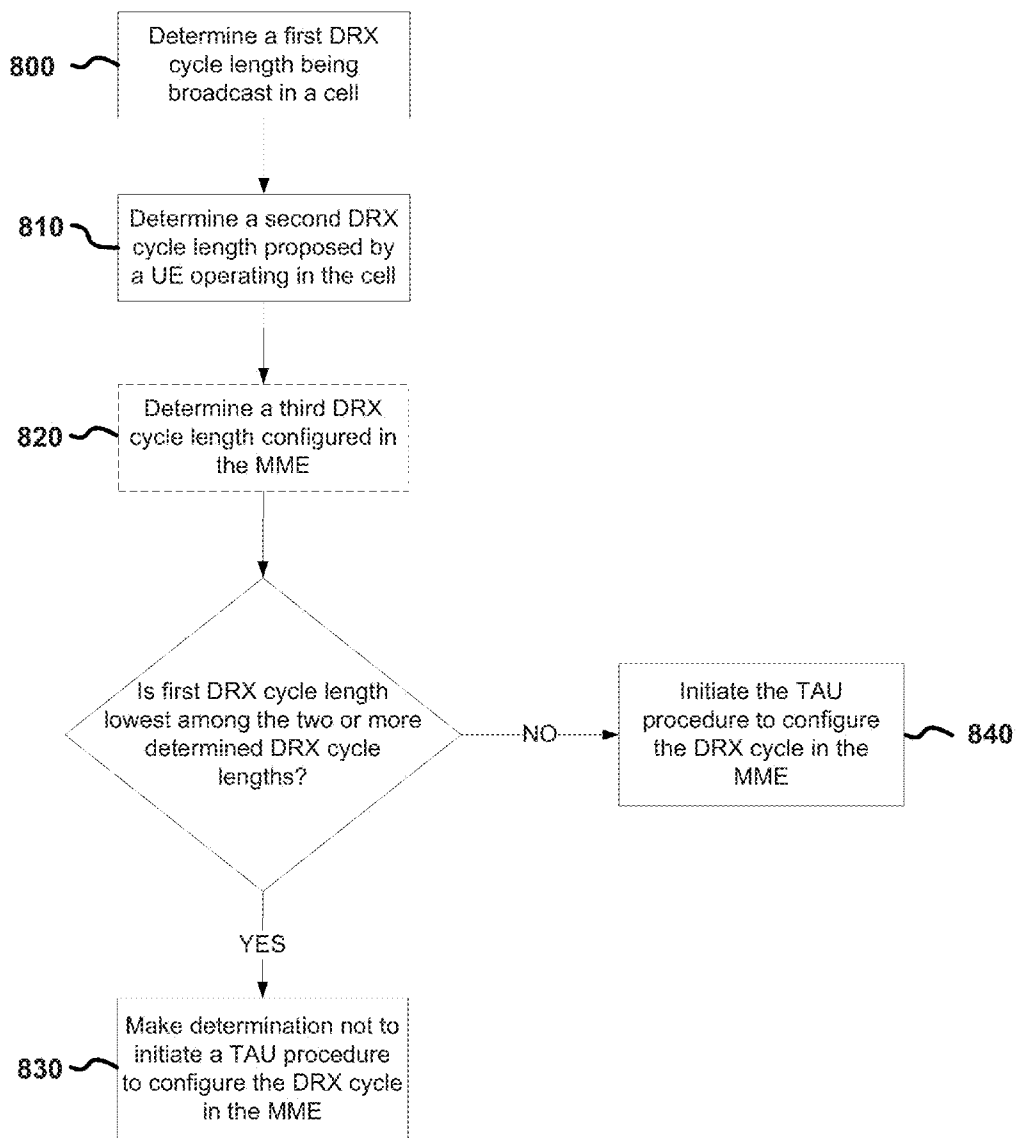 800
Determine a first DRX
cycle length being
broadcast in a cell
810
Determine a second DRX
cycle length proposed by
a UE operating in the cell
820
Determine a third DRX
cycle length configured in
the MME
Is first DRX cycle length
lowest among the two or more
determined DRX cycle
lengths?
NO
Initiate the TAU
procedure to configure
the DRX cycle in the
MME
840
YES
830
Make determination not to
initiate a TAU procedure
to configure the DRX cycle
in the MME